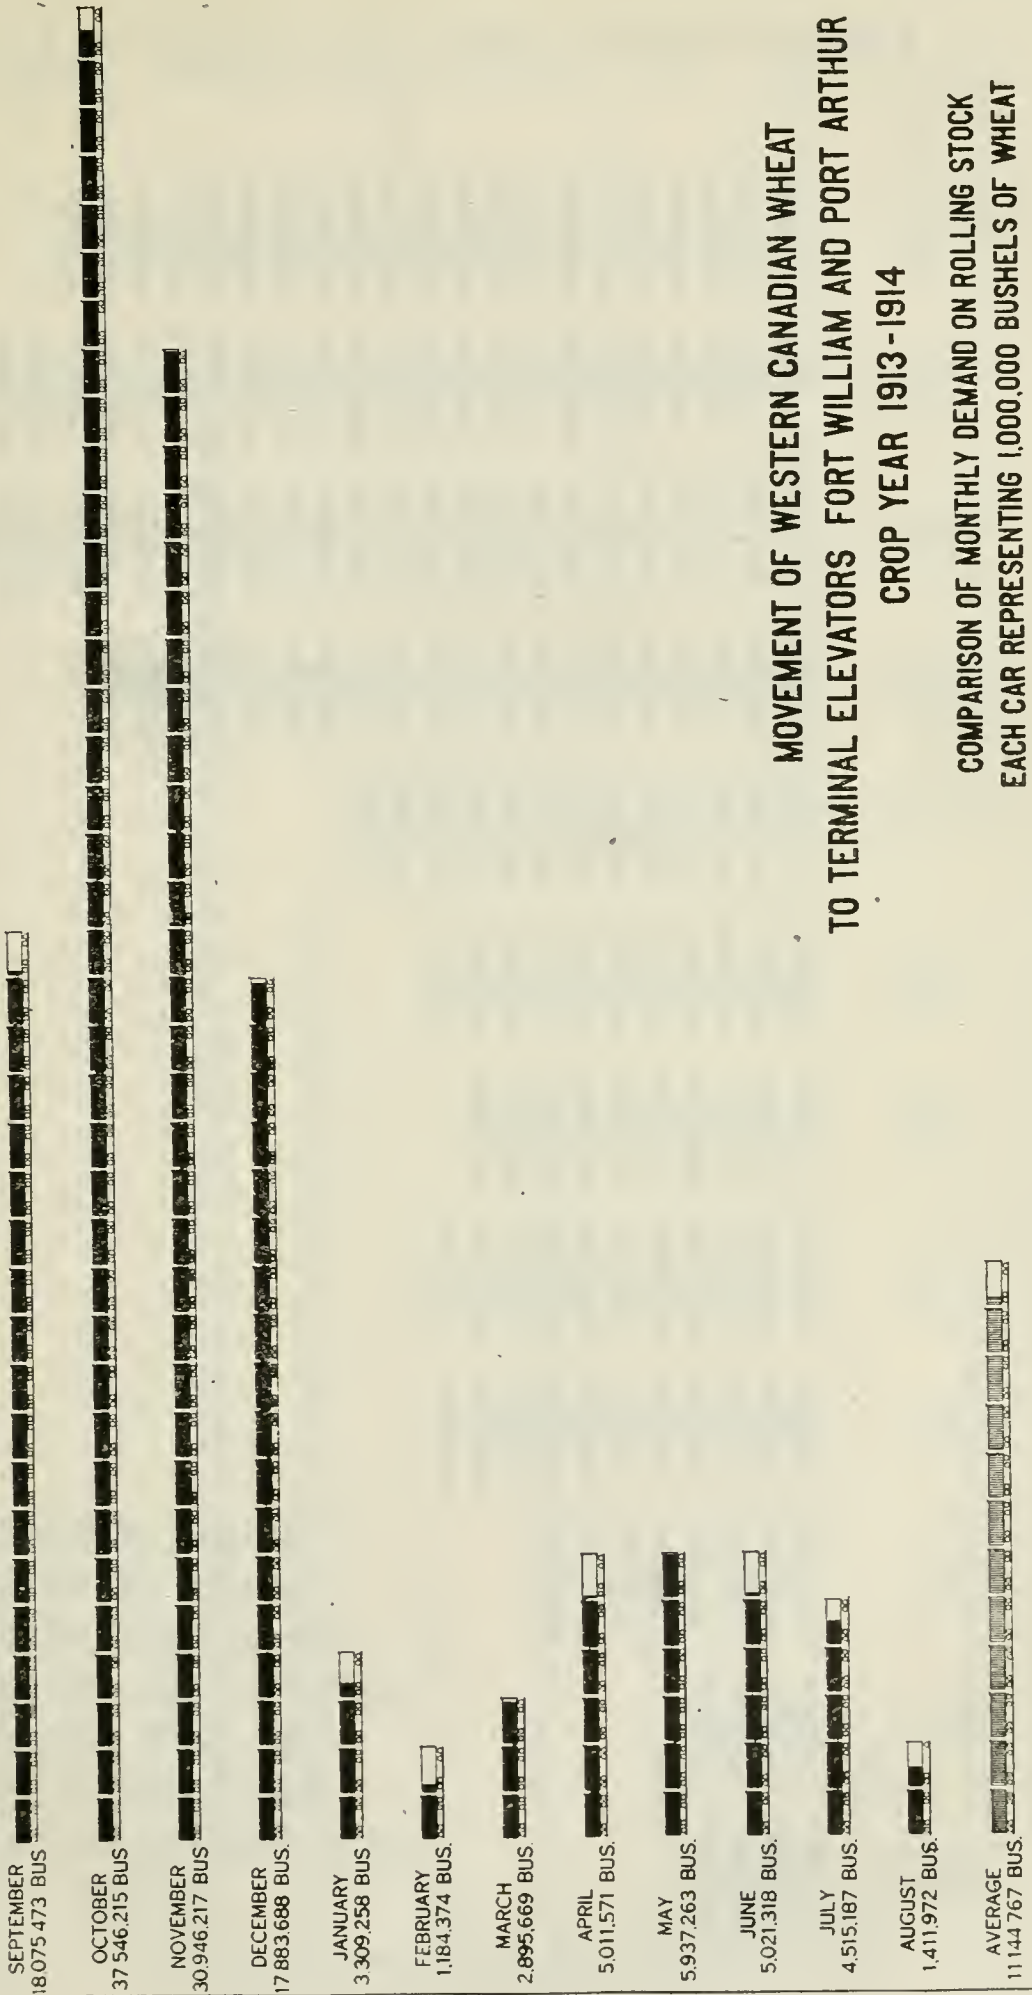 SEPTEMBER
18.075 473 BUS
OCTOBER
37 546.215 BUS
NOVEMBER
30.946.217 BUS
DECEMBER
17 883.688 BUS.
JANUARY
3.309,258 BUS
FEBRUARY
1,184,374 BUS.
MARCH
2.895,669 BUS.
APRIL
5,011,571 BUS.
MAY
5.937.263 BUS.
JUNE
5,021,318 BUS.
JULY
4,515,187 BUS.
AUGUST
1,411,972 BUS.
AVERAGE
11 144 767 BUS.
MOVEMENT OF WESTERN CANADIAN WHEAT
TO TERMINAL ELEVATORS FORT WILLIAM AND PORT ARTHUR
CROP YEAR 1913-1914
COMPARISON OF MONTHLY DEMAND ON ROLLING STOCK
EACH CAR REPRESENTING 1,000,000 BUSHELS OF WHEAT